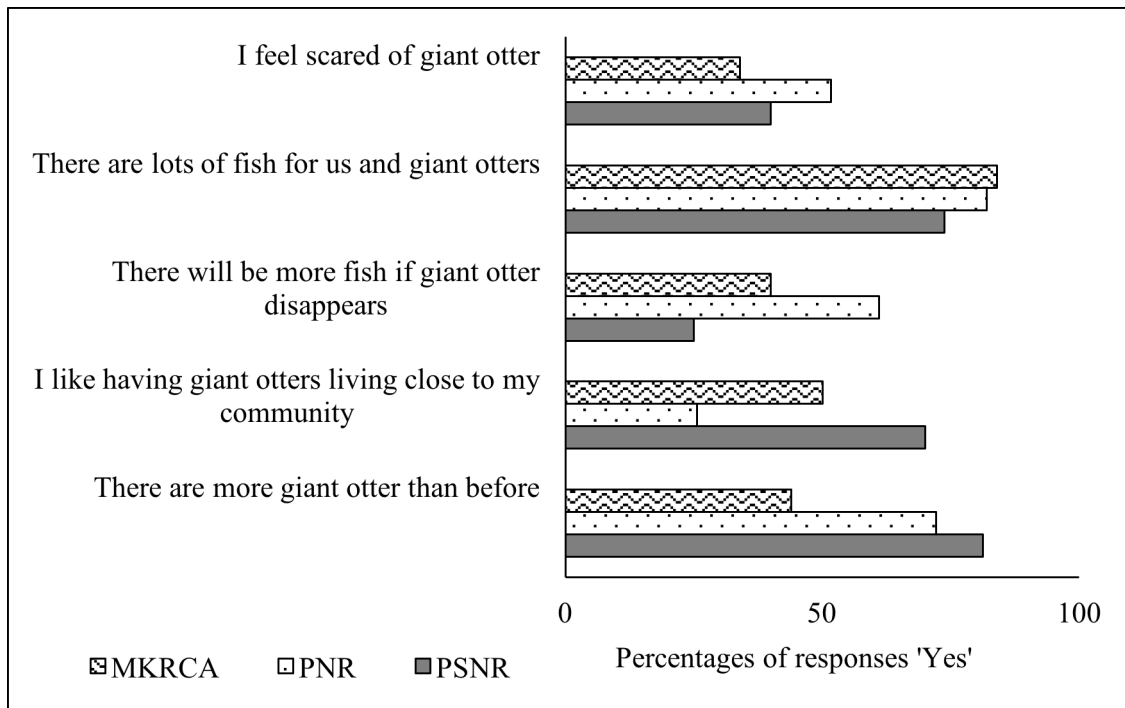 I feel scared of giant otter
There are lots of fish for us and giant otters
There will be more fish if giant otter
disappears
I like having giant otters living close to my
community
There are more giant otter than before
0 50 100
Percentages of responses 'Yes'
MKRCA PNR PSNR